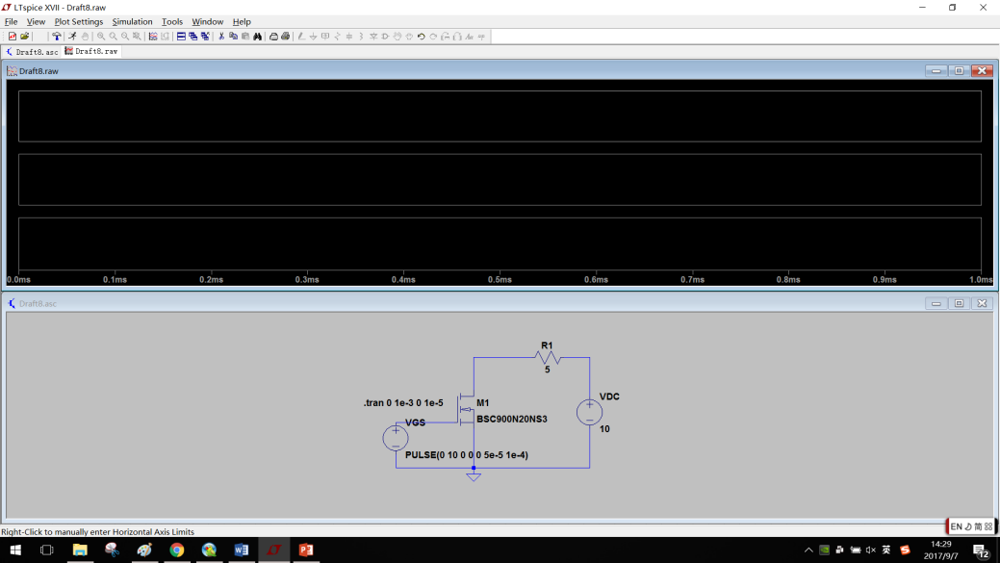 LTspice XVII - Draft8.raw
File View Plot Settings Simulation Tools Window Help
Draft8.asc Draft8.raw
Draft8.raw
0.0ms 0.1ms 0.2ms 0.3ms 0.4ms 0.5ms 0.6ms 0.7ms 0.8ms 0.9ms 1.0ms
Draft8.asc
R1
5
.tran 0 1e-3 0 1e-5
M1
BSC900N20NS3
VDC
10
VGS
PULSE(0 10 0 0 0 5e-5 1e-4)
Right-Click to manually enter Horizontal Axis Limits
EN 简
英
14:29
2017/9/7
12